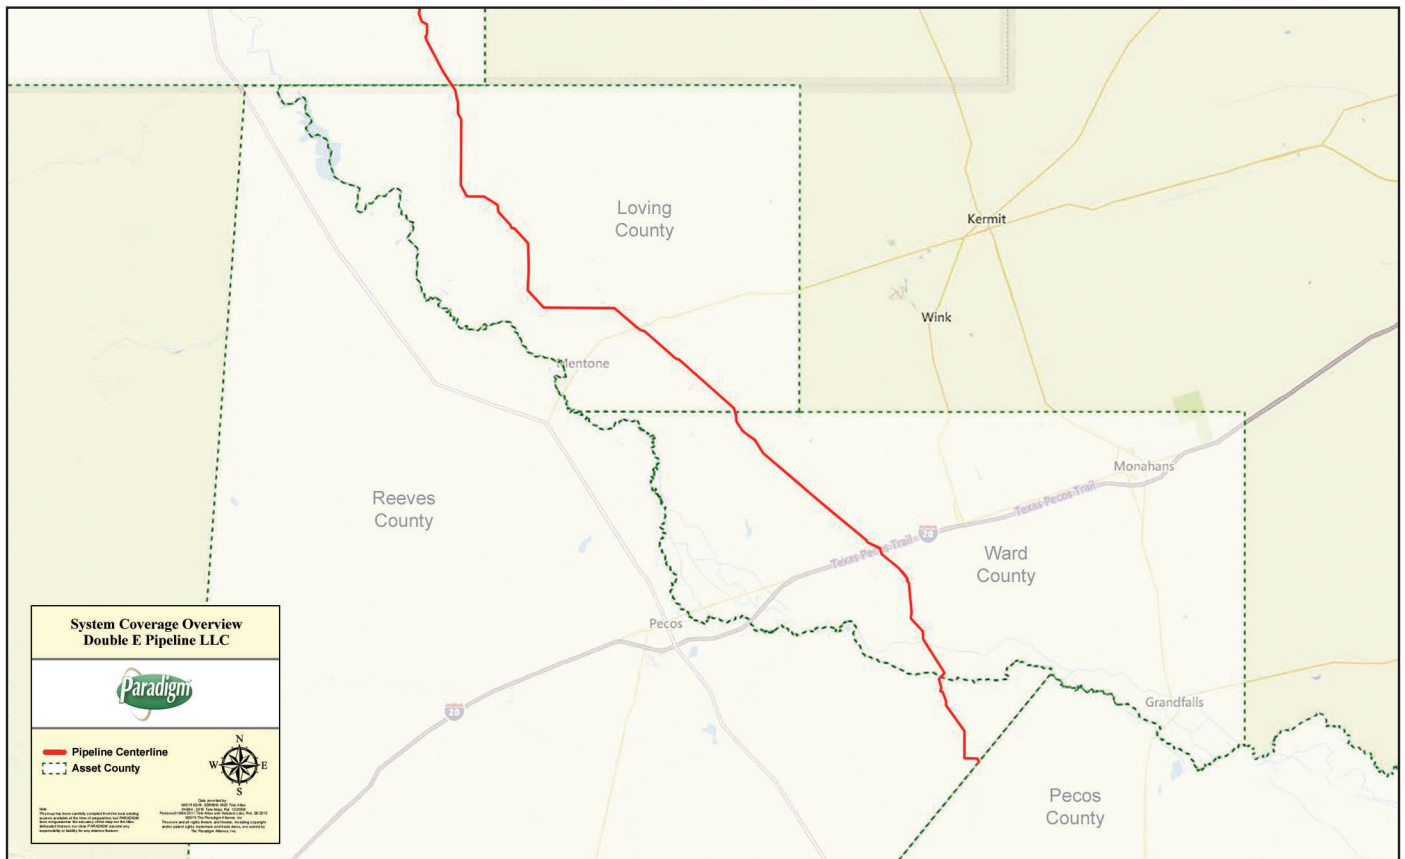 Loving
County
Kermit
Wink
Mentone
Monahans
Texas Pecos Trail
Reeves
County
20
Texas Pecos Trail
Ward
County
Pecos
20
Grandfalls
Pecos
County
System Coverage Overview
Double E Pipeline LLC
Paradigm
Pipeline Centerline
Asset County
N
W
E
S